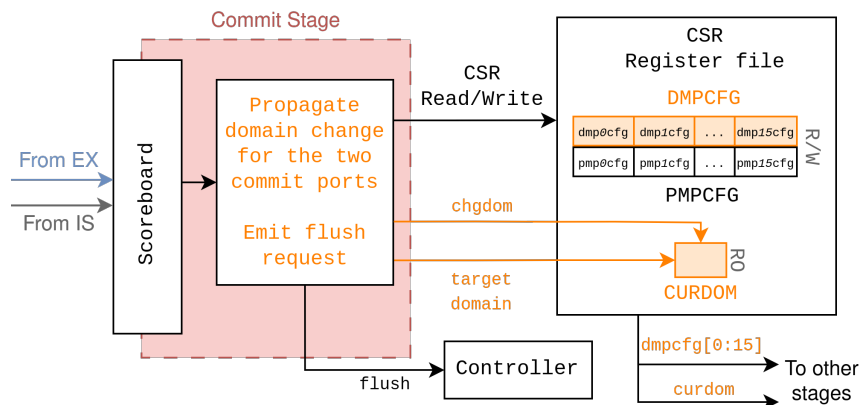 Commit Stage
From EX
From IS
Scoreboard
Propagate
domain change
for the two
commit ports
Emit flush
request
CSR
Read/Write
chgdom
target
domain
flush
Controller
CSR
Register file
DMPCFG
dmp0cfg dmp1cfg ... dmp15cfg
pmp0cfg pmp1cfg ... pmp15cfg
R/W
PMPCFG
RO
CURDOM
dmpcfg[0:15]
curdom
To other
stages